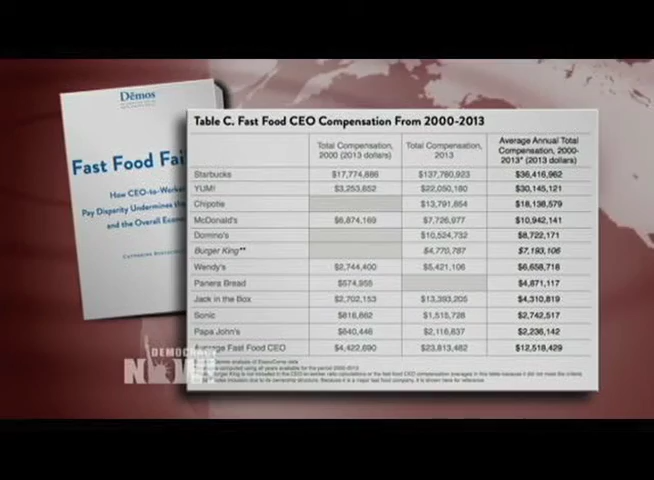 Dēmos
Fast Food Fai
How CEO-to-Worker
Pay Disparity Undermines th
and the Overall Econo
Table C. Fast Food CEO Compensation From 2000-2013
Total Compensation, 2000 (2013 dollars) Total Compensation, 2013 Average Annual Total Compensation, 2000-2013* (2013 dollars)
Starbucks $17,774,886 $137,780,923 $36,416,962
YUM! $3,253,652 $22,050,180 $30,145,121
Chipotle $13,791,654 $18,138,579
McDonald's $6,874,169 $7,726,977 $10,942,141
Domino's $10,524,732 $8,722,171
Burger King** $4,770,787 $7,193,106
Wendy's $2,744,400 $5,421,106 $6,658,718
Panera Bread $674,955 $4,871,117
Jack in the Box $2,702,153 $13,393,205 $4,310,819
Sonic $816,862 $1,515,728 $2,742,517
Papa John's $640,446 $2,116,837 $2,236,142
Average Fast Food CEO $4,422,690 $23,813,482 $12,518,429
DEMOCRACY
NOW!